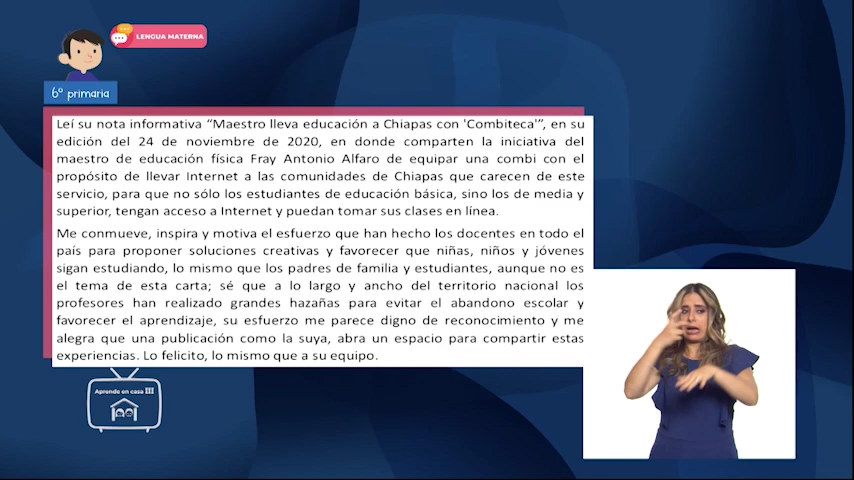 LENGUA MATERNA
6º primaria
Leí su nota informativa “Maestro lleva educación a Chiapas con 'Combiteca'”, en su
edición del 24 de noviembre de 2020, en donde comparten la iniciativa del
maestro de educación física Fray Antonio Alfaro de equipar una combi con el
propósito de llevar Internet a las comunidades de Chiapas que carecen de este
servicio, para que no sólo los estudiantes de educación básica, sino los de media y
superior, tengan acceso a Internet y puedan tomar sus clases en línea.
Me conmueve, inspira y motiva el esfuerzo que han hecho los docentes en todo el
país para proponer soluciones creativas y favorecer que niñas, niños y jóvenes
sigan estudiando, lo mismo que los padres de familia y estudiantes, aunque no es
el tema de esta carta; sé que a lo largo y ancho del territorio nacional los
profesores han realizado grandes hazañas para evitar el abandono escolar y
favorecer el aprendizaje, su esfuerzo me parece digno de reconocimiento y me
alegra que una publicación como la suya, abra un espacio para compartir estas
experiencias. Lo felicito, lo mismo que a su equipo.
Aprende en casa III